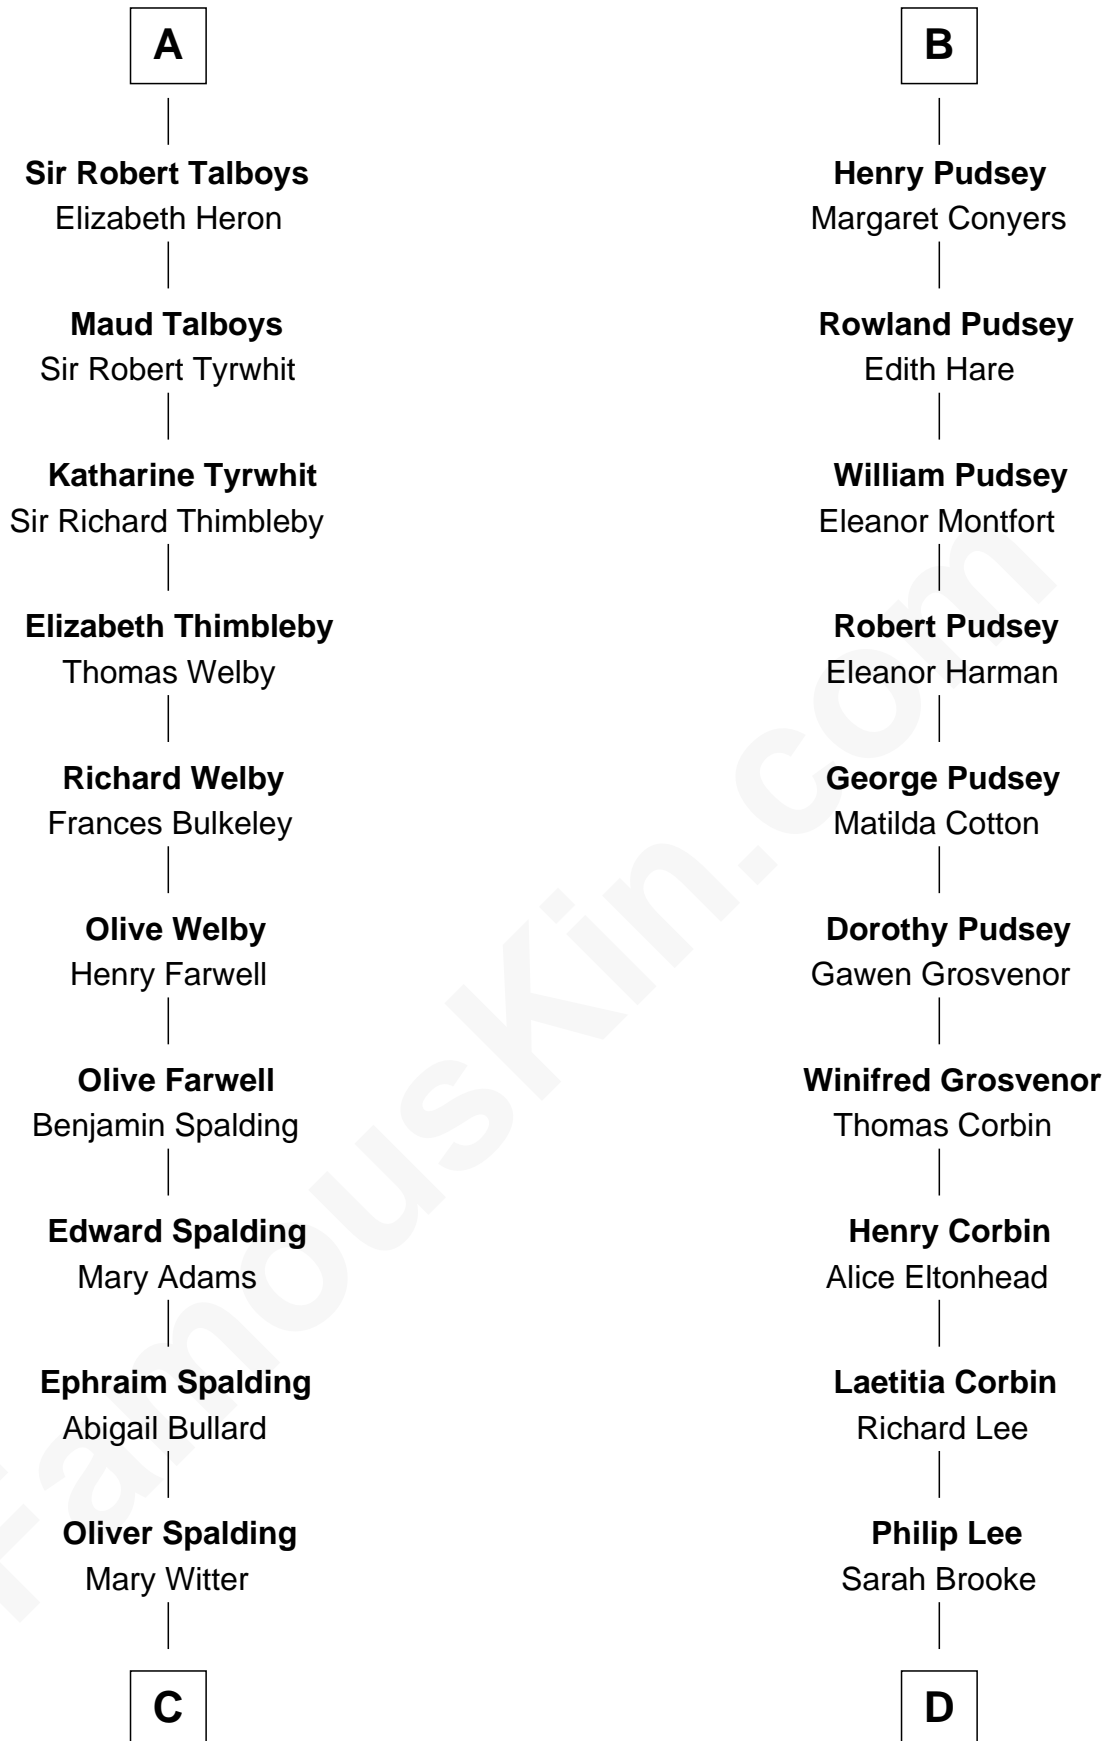 A
Sir Robert Talboys
Elizabeth Heron
Maud Talboys
Sir Robert Tyrwhit
Katharine Tyrwhit
Sir Richard Thimbleby
Elizabeth Thimbleby
Thomas Welby
Richard Welby
Frances Bulkeley
Olive Welby
Henry Farwell
Olive Farwell
Benjamin Spalding
Edward Spalding
Mary Adams
Ephraim Spalding
Abigail Bullard
Oliver Spalding
Mary Witter
C
B
Henry Pudsey
Margaret Conyers
Rowland Pudsey
Edith Hare
William Pudsey
Eleanor Montfort
Robert Pudsey
Eleanor Harman
George Pudsey
Matilda Cotton
Dorothy Pudsey
Gawen Grosvenor
Winifred Grosvenor
Thomas Corbin
Henry Corbin
Alice Eltonhead
Laetitia Corbin
Richard Lee
Philip Lee
Sarah Brooke
D
FamousKin.com